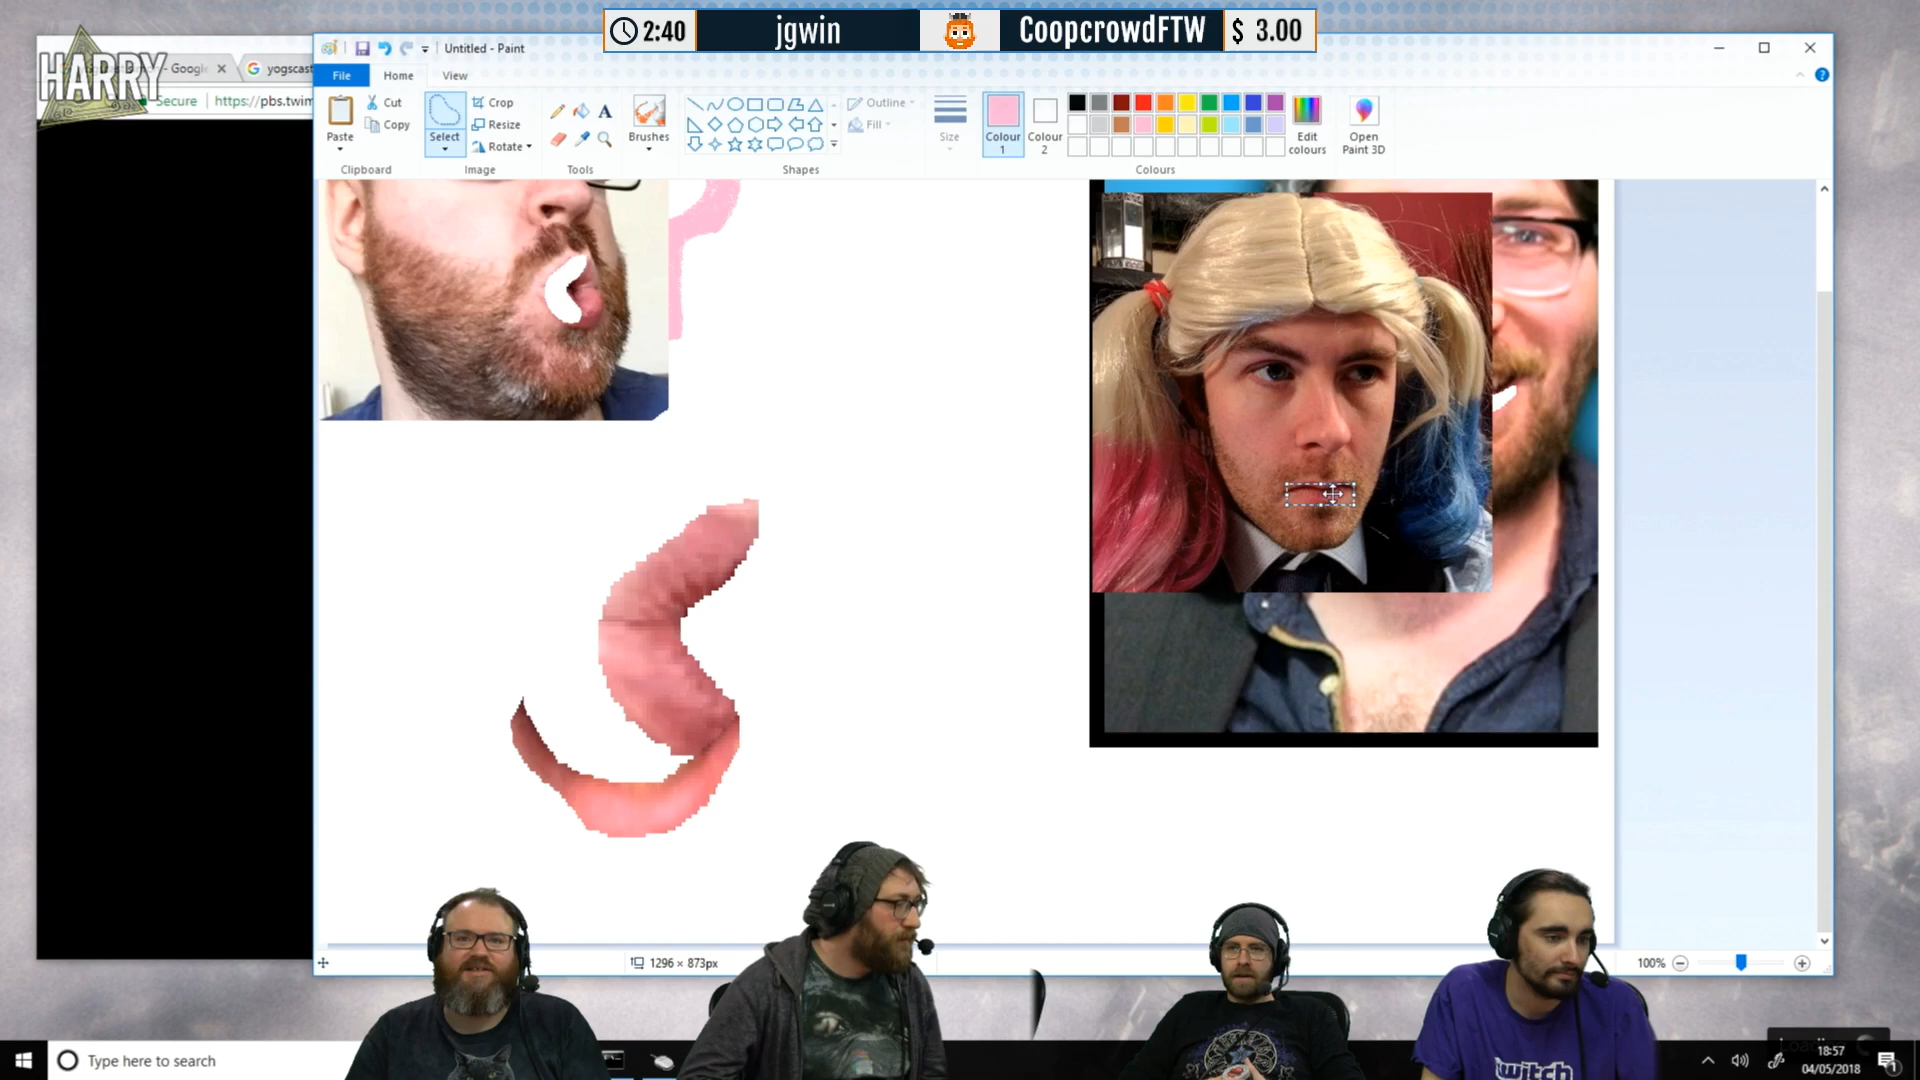 2:40
jgwin
CoopcrowdFTW
$ 3.00
HARRY
Untitled - Paint
Google
yogscast
Secure
https://pbs.twim
File
Home
View
Paste
Cut
Copy
Clipboard
Select
Crop
Resize
Rotate
Image
Tools
Brushes
Shapes
Outline
Fill
Size
Colour 1
Colour 2
Edit colours
Colours
Open Paint 3D
1296 × 873px
100%
Type here to search
twitch
18:57
04/05/2018